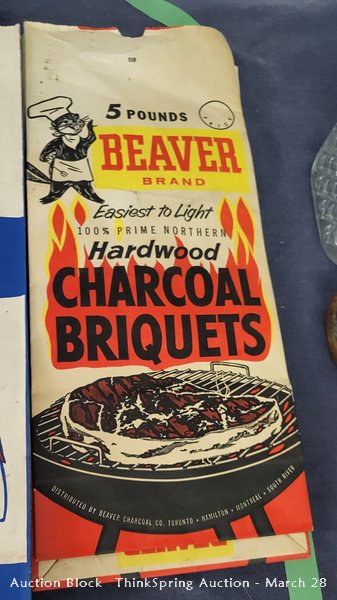 5 POUNDS
PRICE
BEAVER
BRAND
Easiest to Light
100% PRIME NORTHERN
Hardwood
CHARCOAL
BRIQUETS
DISTRIBUTED BY BEAVER CHARCOAL CO. TORONTO • HAMILTON • MONTREAL • SOUTH RIVER
Auction Block - ThinkSpring Auction - March 28